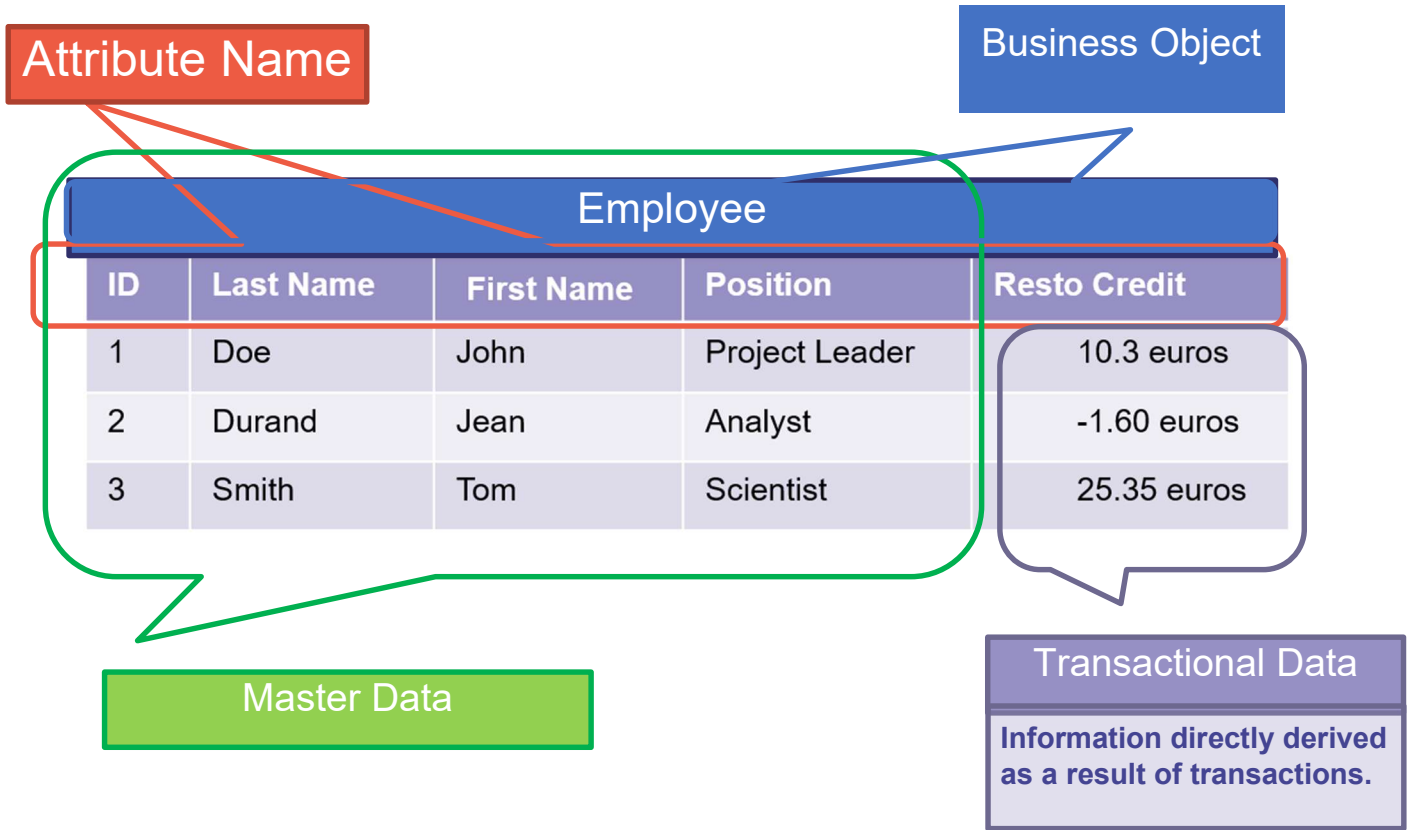 Attribute Name
Business Object
Employee
ID Last Name First Name Position Resto Credit
1 Doe John Project Leader 10.3 euros
2 Durand Jean Analyst -1.60 euros
3 Smith Tom Scientist 25.35 euros
Master Data
Transactional Data
Information directly derived
as a result of transactions.